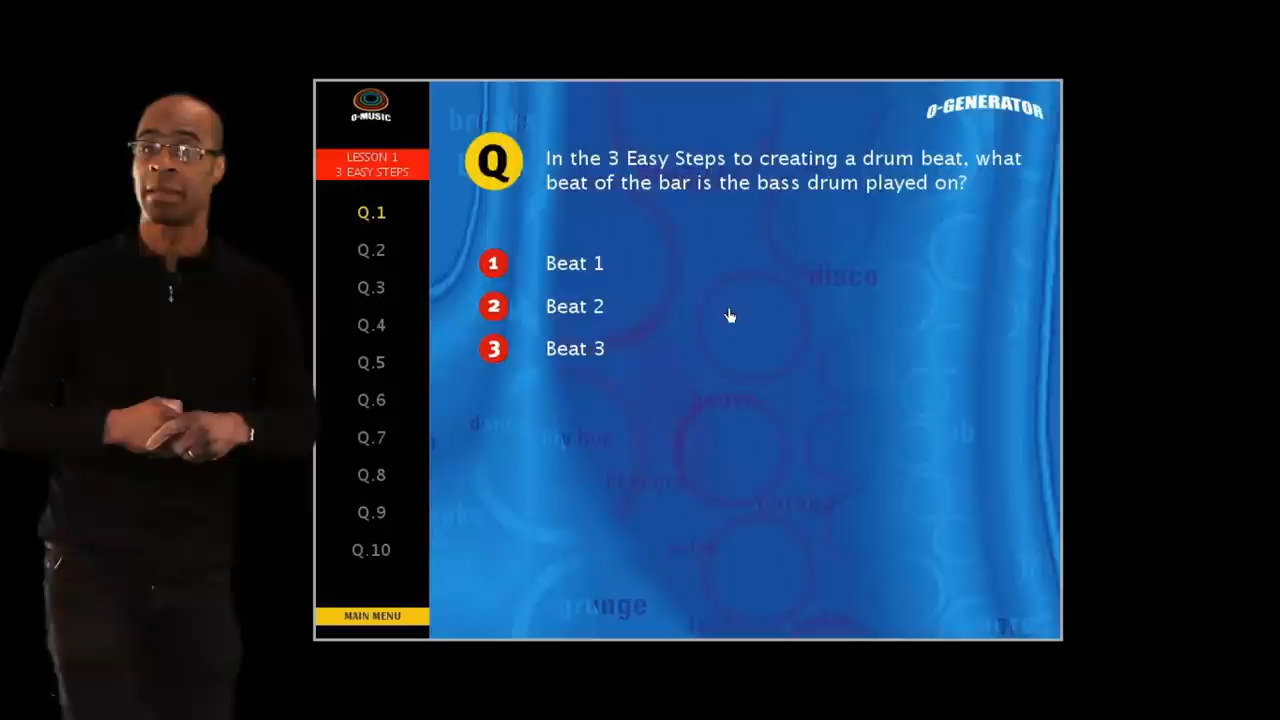 O-MUSIC
LESSON 1
3 EASY STEPS
Q.1
Q.2
Q.3
Q.4
Q.5
Q.6
Q.7
Q.8
Q.9
Q.10
MAIN MENU
O-GENERATOR
Q
In the 3 Easy Steps to creating a drum beat, what
beat of the bar is the bass drum played on?
1 Beat 1
2 Beat 2
3 Beat 3
disco
grunge